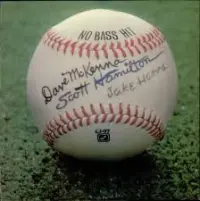 NO BASS HIT
Dave McKenna
Scott Hamilton
Jake Hanna